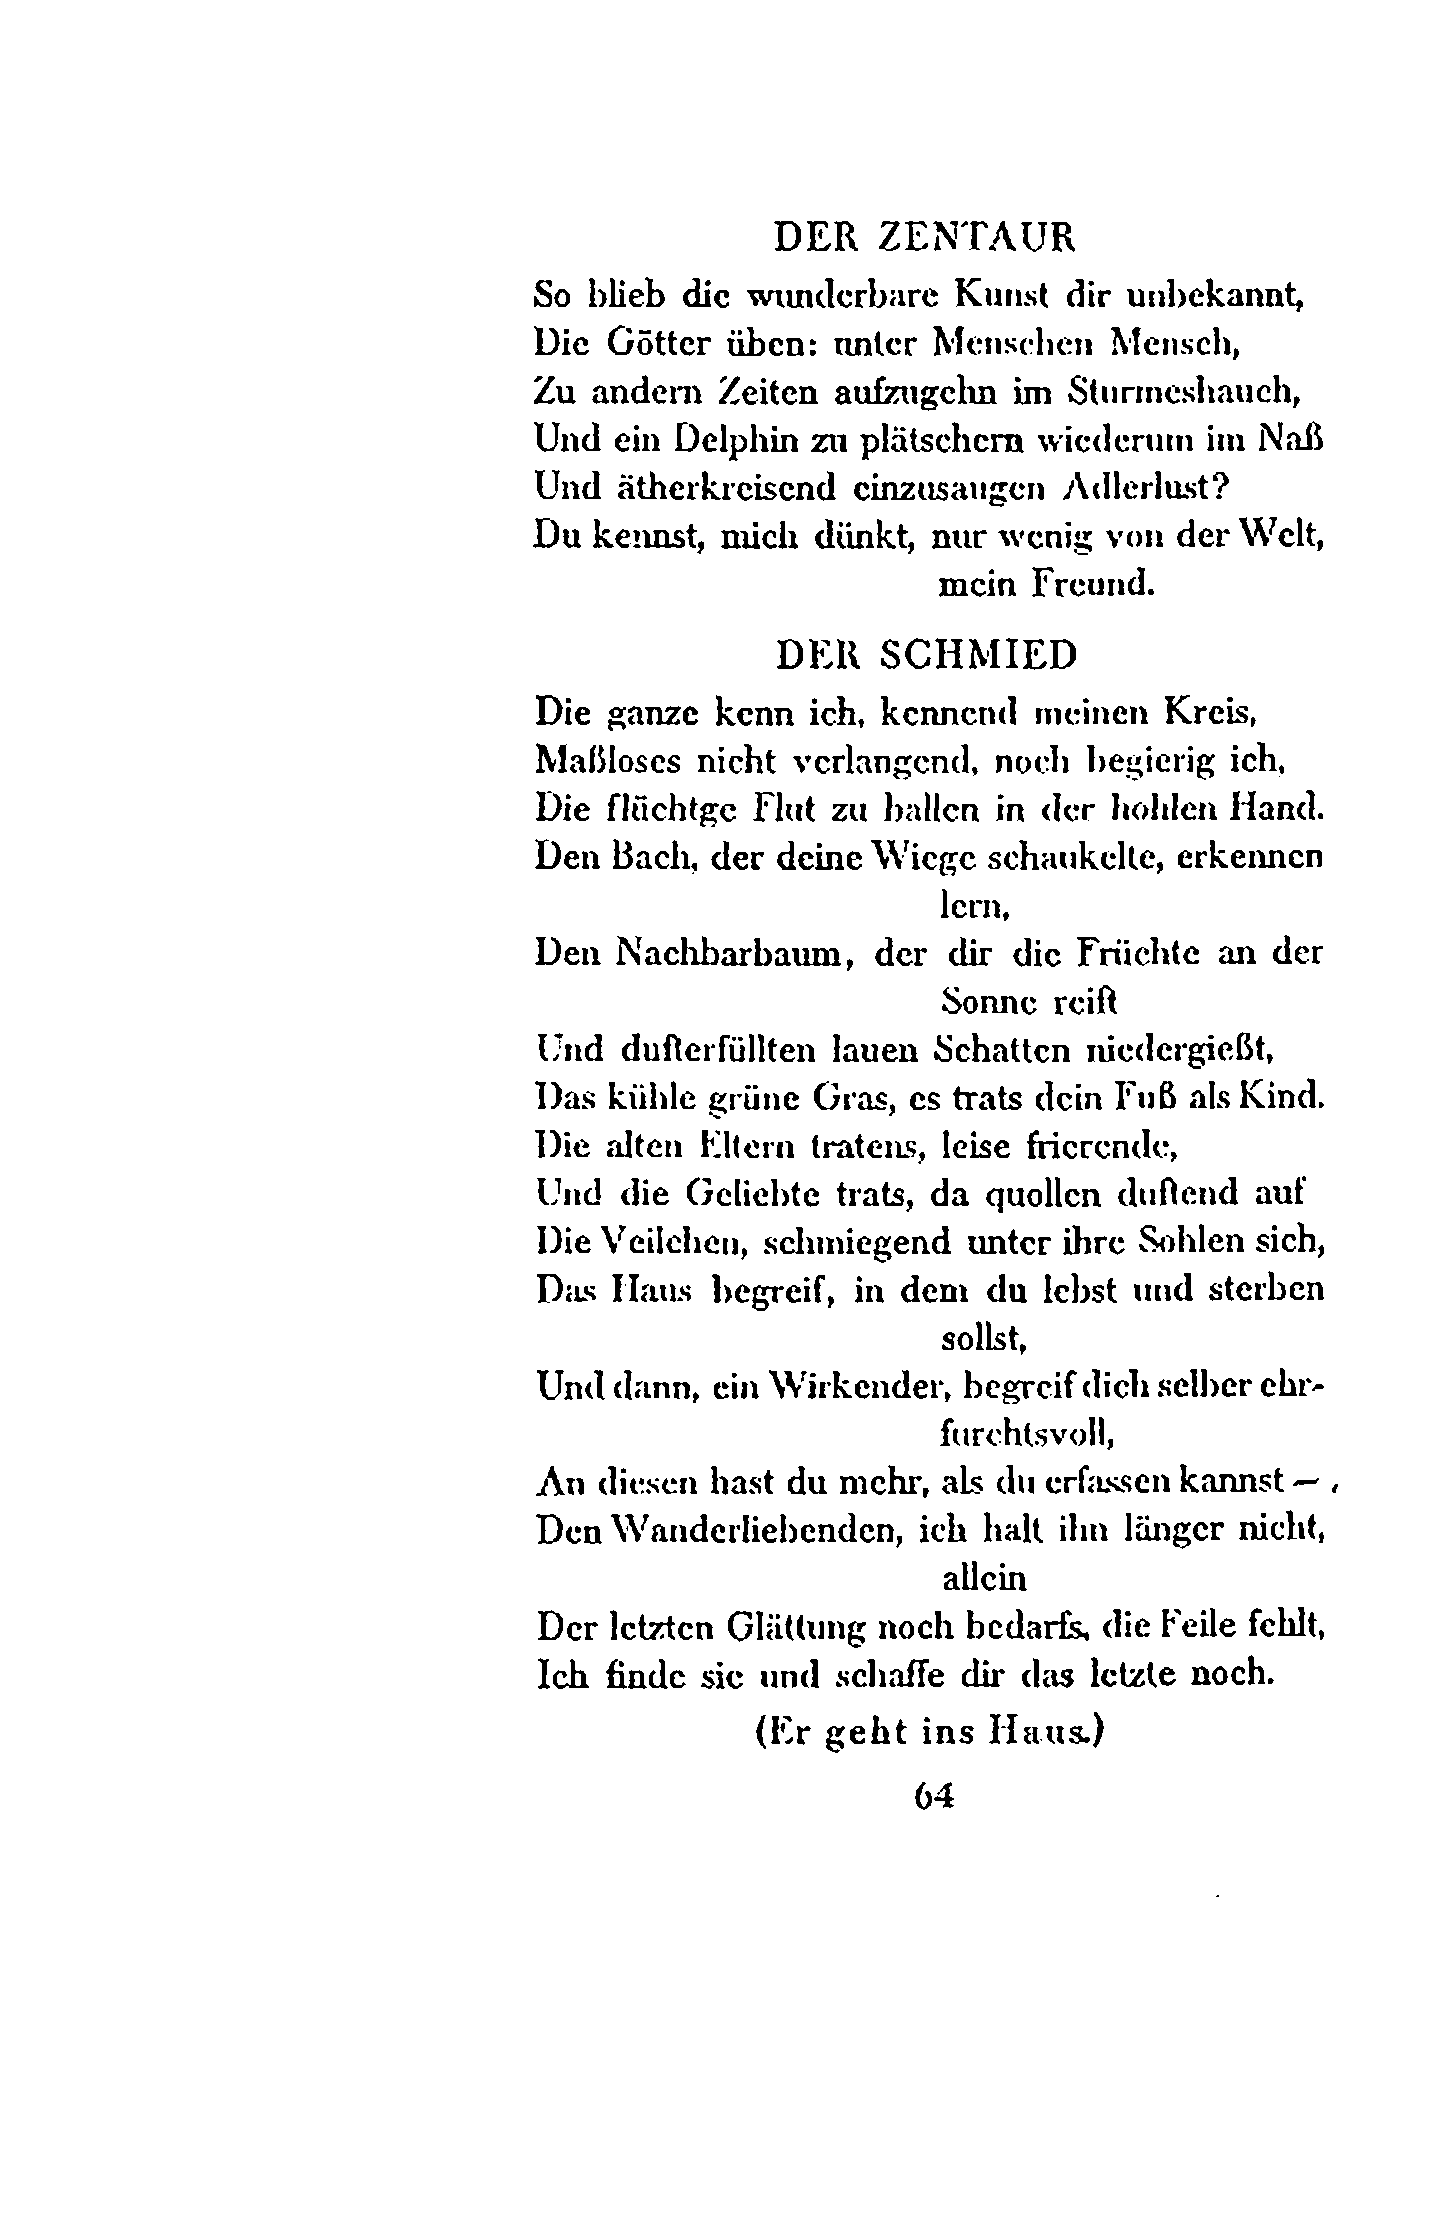 DER ZENTAUR
So blieb die wunderbare Kunst dir unbekannt,
Die Götter üben: unter Menschen Mensch,
Zu andern Zeiten aufzugehn im Sturmeshauch,
Und ein Delphin zu plätschern wiederum im Naß
Und ätherkreisend einzusaugen Adlerlust?
Du kennst, mich dünkt, nur wenig von der Welt,
mein Freund.
DER SCHMIED
Die ganze kenn ich, kennend meinen Kreis,
Maßloses nicht verlangend, noch begierig ich,
Die flüchtge Flut zu ballen in der hohlen Hand.
Den Bach, der deine Wiege schaukelte, erkennen
lern,
Den Nachbarbaum, der dir die Früchte an der
Sonne reift
Und dufterfüllten lauen Schatten niedergießt,
Das kühle grüne Gras, es trats dein Fuß als Kind.
Die alten Eltern tratens, leise frierende,
Und die Geliebte trats, da quollen duftend auf
Die Veilchen, schmiegend unter ihre Sohlen sich,
Das Haus begreif, in dem du lebst und sterben
sollst,
Und dann, ein Wirkender, begreif dich selber ehr-
furchtsvoll,
An diesen hast du mehr, als du erfassen kannst – .
Den Wanderliebenden, ich halt ihn länger nicht,
allein
Der letzten Glättung noch bedarfs, die Feile fehlt,
Ich finde sie und schaffe dir das letzte noch.
(Er geht ins Haus.)
64